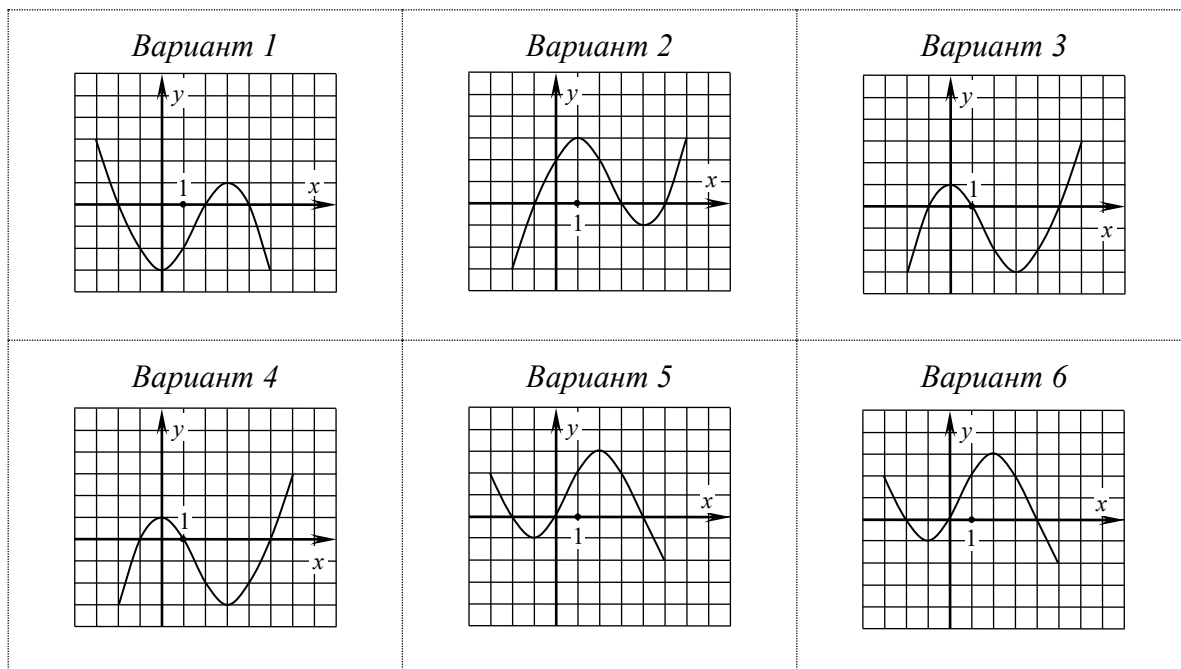 Вариант 1
Вариант 2
Вариант 3
y
1
x
y
x
1
y
1
x
Вариант 4
Вариант 5
Вариант 6
y
1
x
y
x
1
y
x
1